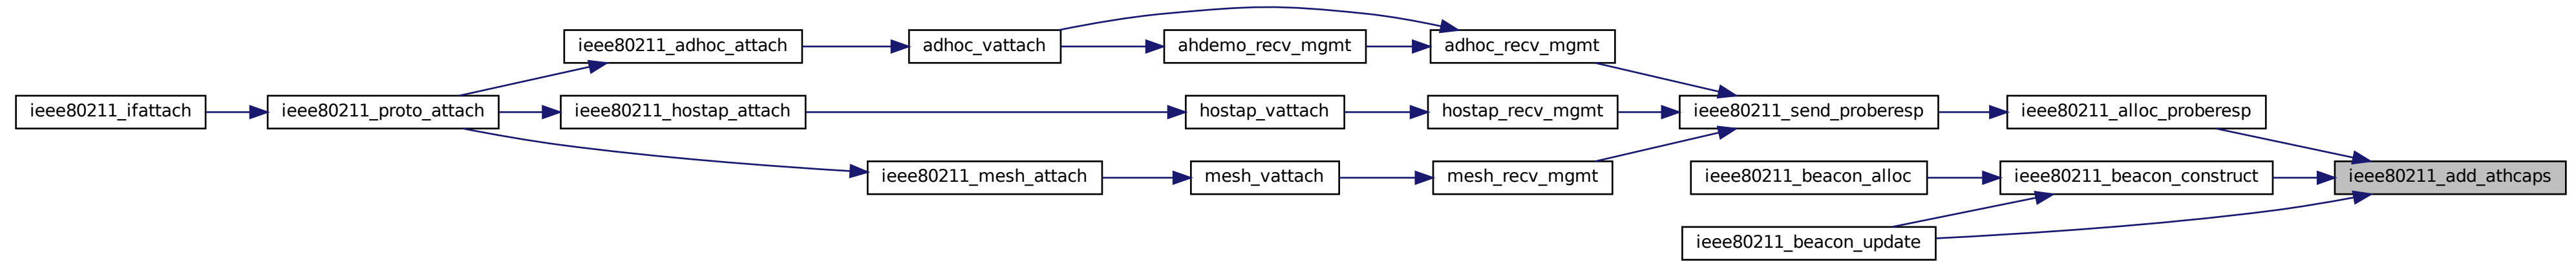 ieee80211_adhoc_attach
adhoc_vattach
ahdemo_recv_mgmt
adhoc_recv_mgmt
ieee80211_ifattach
ieee80211_proto_attach
ieee80211_hostap_attach
hostap_vattach
hostap_recv_mgmt
ieee80211_send_proberesp
ieee80211_alloc_proberesp
ieee80211_mesh_attach
mesh_vattach
mesh_recv_mgmt
ieee80211_beacon_alloc
ieee80211_beacon_construct
ieee80211_add_athcaps
ieee80211_beacon_update